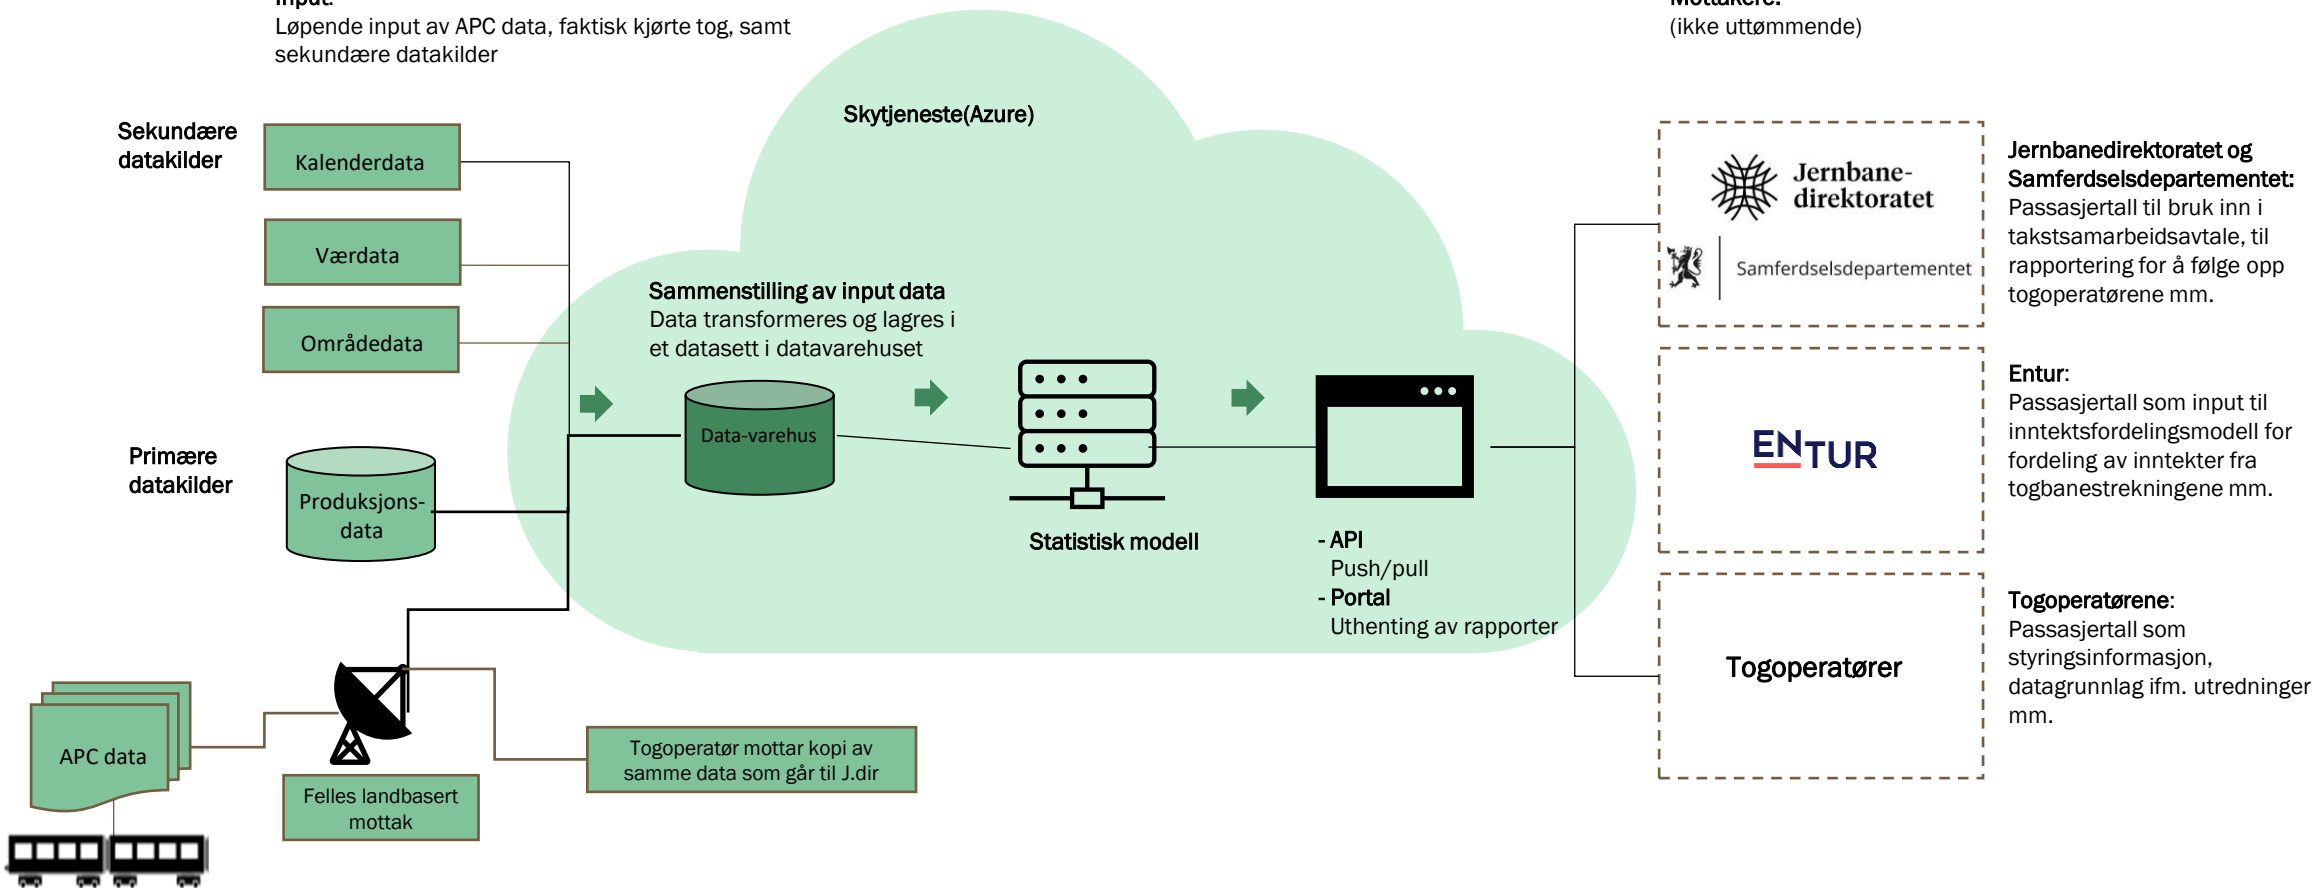 Input:
Løpende input av APC data, faktisk kjørte tog, samt
sekundære datakilder
Mottakere:
(ikke uttømmende)
Skytjeneste(Azure)
Sekundære
datakilder
Kalenderdata
Værdata
Områdedata
Primære
datakilder
Produksjons-
data
APC data
Felles landbasert
mottak
Togoperatør mottar kopi av
samme data som går til J.dir
Sammenstilling av input data
Data transformeres og lagres i
et datasett i datavarehuset
Data-varehus
Statistisk modell
- API
Push/pull
- Portal
Uthenting av rapporter
Jernbane-
direktoratet
Samferdselsdepartementet
Jernbanedirektoratet og
Samferdselsdepartementet:
Passasjertall til bruk inn i
takstsamarbeidsavtale, til
rapportering for å følge opp
togoperatørene mm.
ENTUR
Entur:
Passasjertall som input til
inntektsfordelingsmodell for
fordeling av inntekter fra
togbanestrekningene mm.
Togoperatører
Togoperatørene:
Passasjertall som
styringsinformasjon,
datagrunnlag ifm. utredninger
mm.